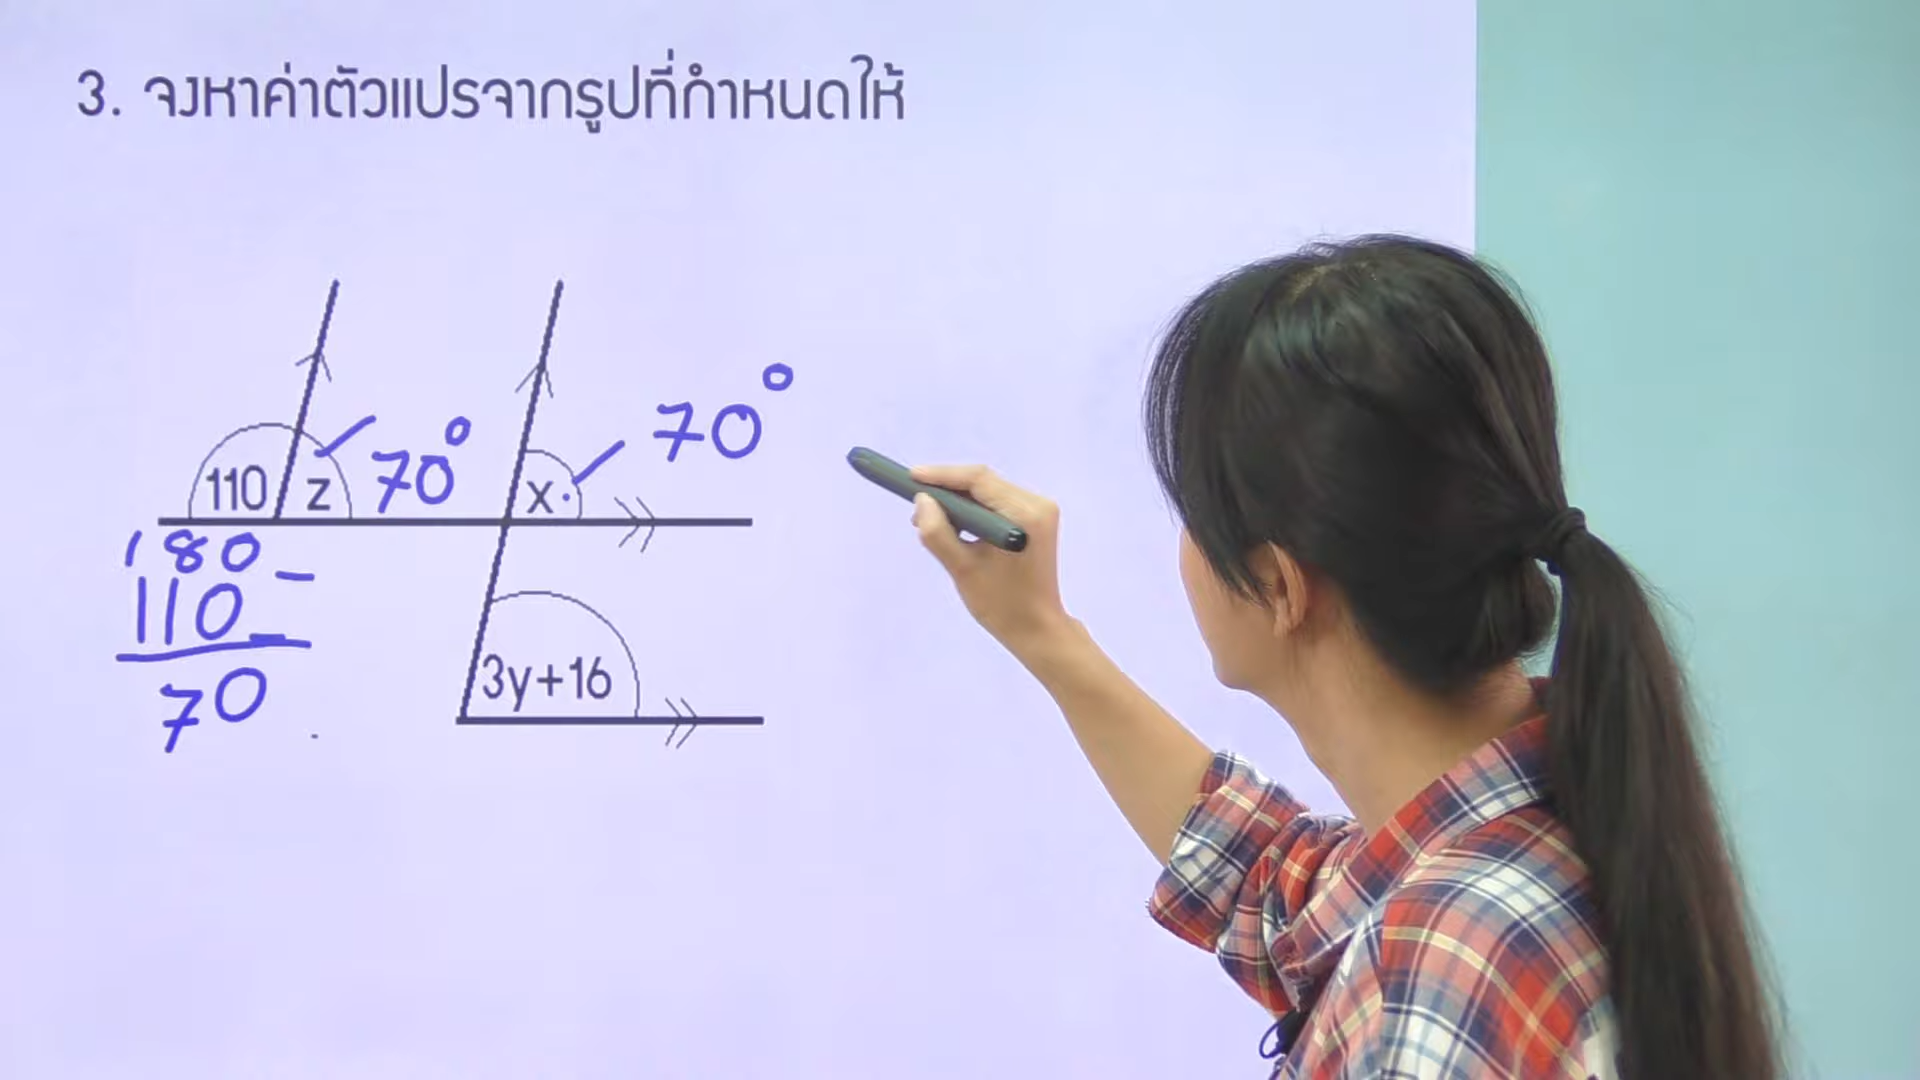 3. จงหาค่าตัวแปรจากรูปที่กำหนดให้
110 z 70° x 70°
180
110
70
3y+16